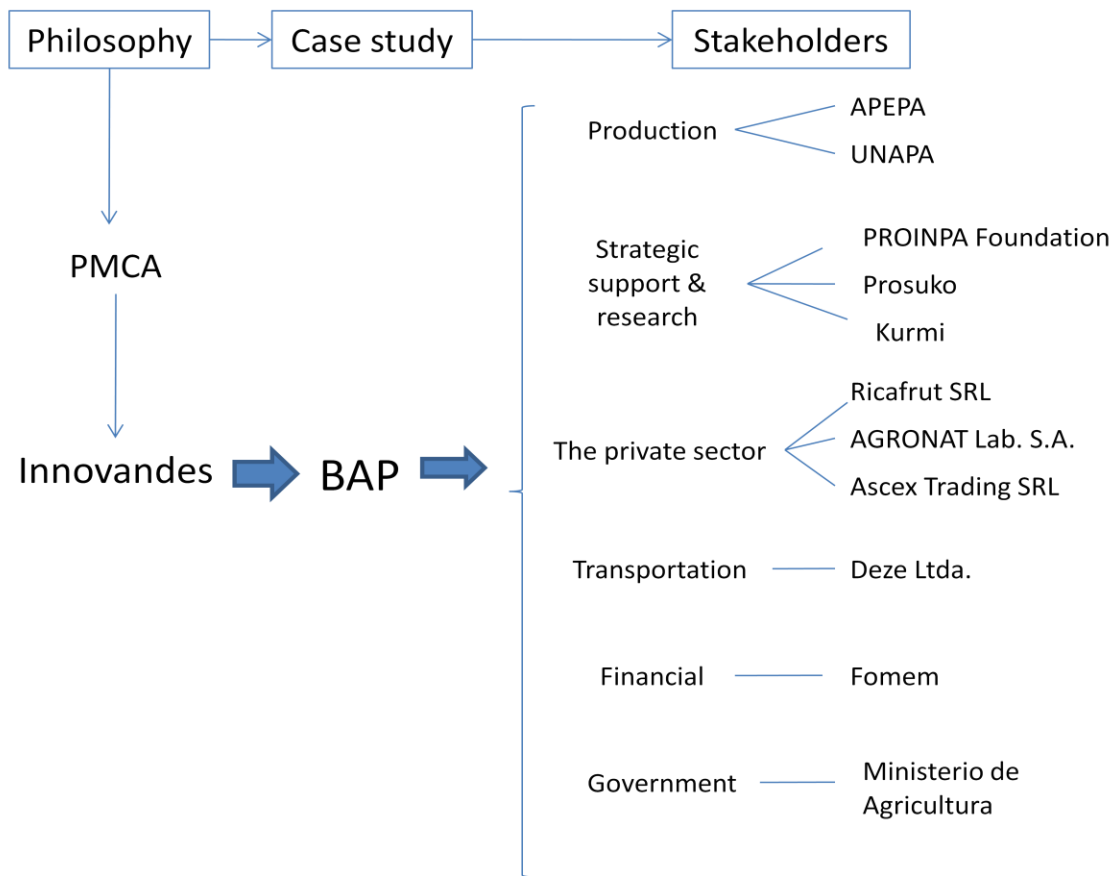 Philosophy
Case study
Stakeholders
PMCA
Innovandes
BAP
Production
APEPA
UNAPA
Strategic
support &
research
PROINPA Foundation
Prosuko
Kurmi
The private sector
Ricafrut SRL
AGRONAT Lab. S.A.
Ascex Trading SRL
Transportation
Deze Ltda.
Financial
Fomem
Government
Ministerio de
Agricultura